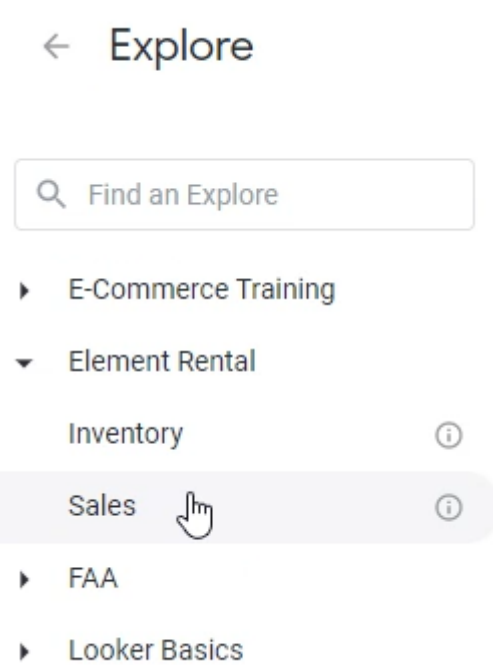 Explore
Find an Explore
E-Commerce Training
Element Rental
Inventory
Sales
FAA
Looker Basics